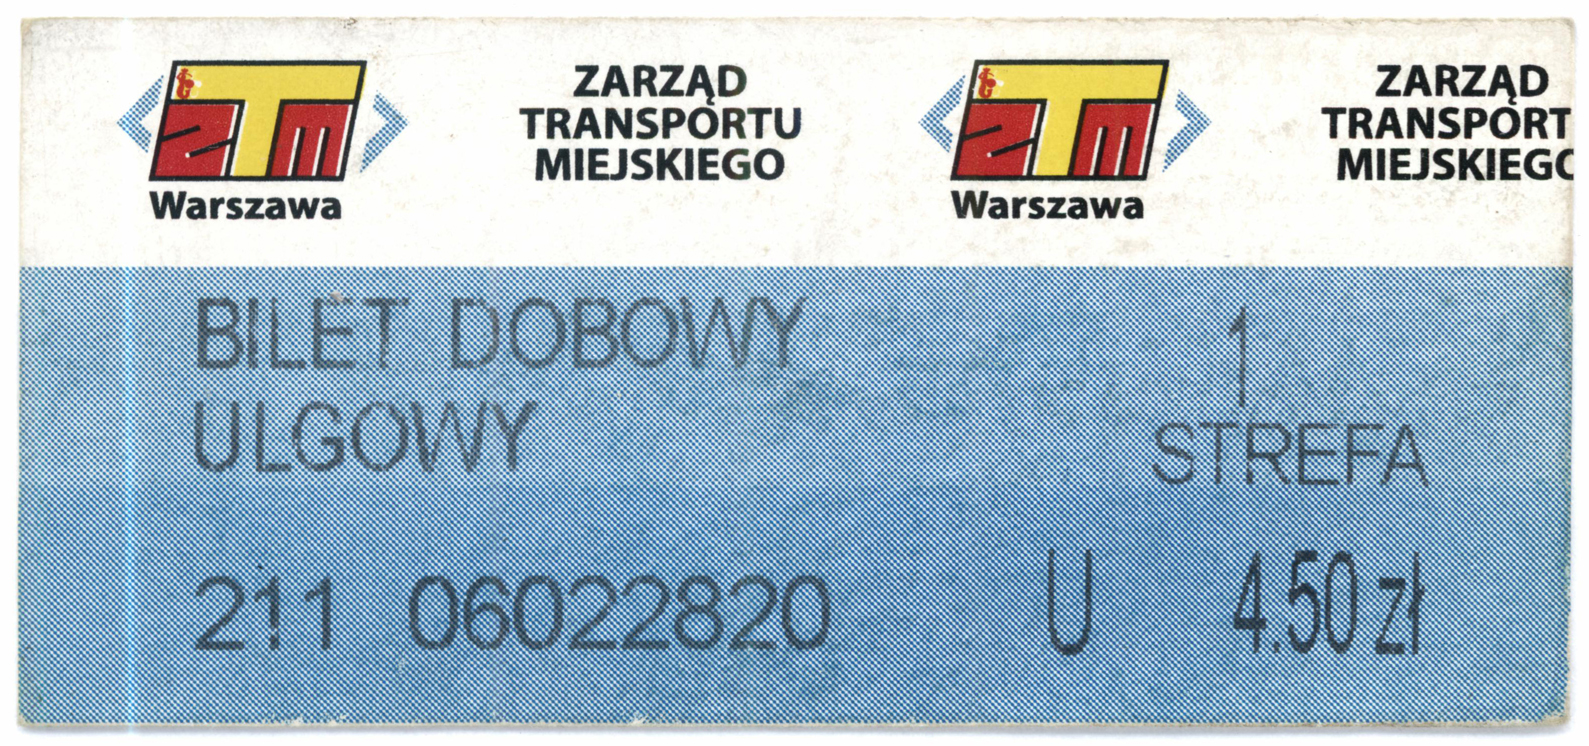 ZTM
Warszawa
ZARZĄD
TRANSPORTU
MIEJSKIEGO
ZTM
Warszawa
ZARZĄD
TRANSPORT
MIEJSKIEGO
BILET DOBOWY
ULGOWY
1
STREFA
211 06022820 U 4.50 zł